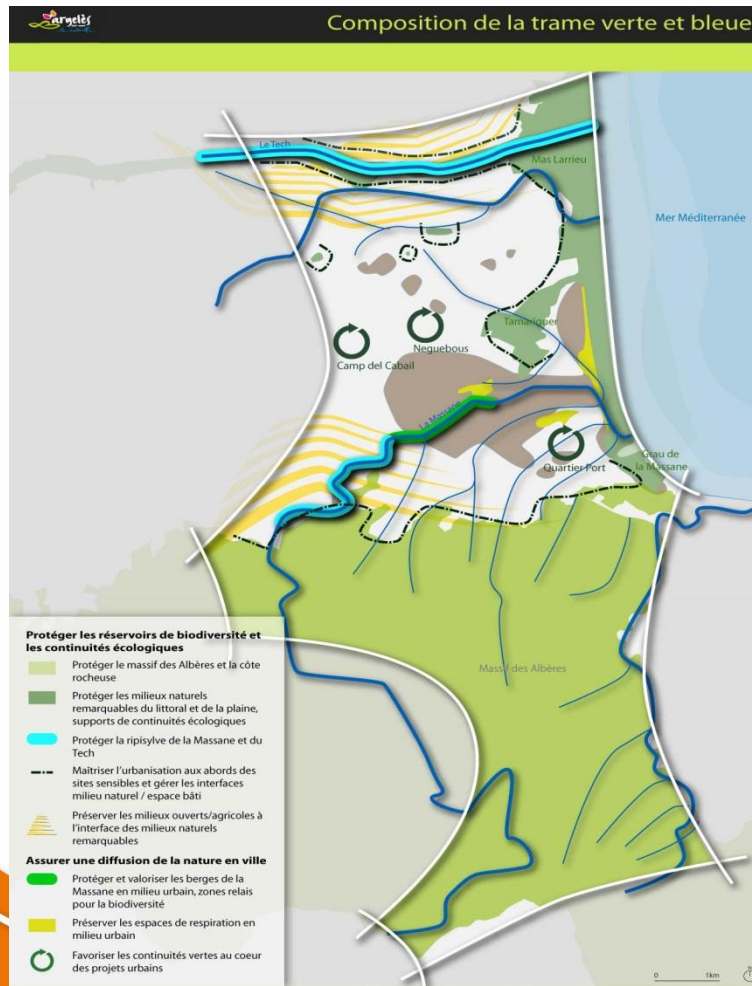 argelès
sur mer
Composition de la trame verte et bleue
Le Tech
Mas Larrieu
Mer Méditerranée
Tamariguer
Neguebous
Camp del Cabail
La Massane
Quartier Port
Grau de
la Massane
Massif des Albères
Protéger les réservoirs de biodiversité et
les continuités écologiques
Protéger le massif des Albères et la côte
rocheuse
Protéger les milieux naturels
remarquables du littoral et de la plaine,
supports de continuités écologiques
Protéger la ripisylve de la Massane et du
Tech
Maîtriser l'urbanisation aux abords des
sites sensibles et gérer les interfaces
milieu naturel / espace bâti
Préserver les milieux ouverts/agricoles à
l'interface des milieux naturels
remarquables
Assurer une diffusion de la nature en ville
Protéger et valoriser les berges de la
Massane en milieu urbain, zones relais
pour la biodiversité
Préserver les espaces de respiration en
milieu urbain
Favoriser les continuités vertes au coeur
des projets urbains
0 1km